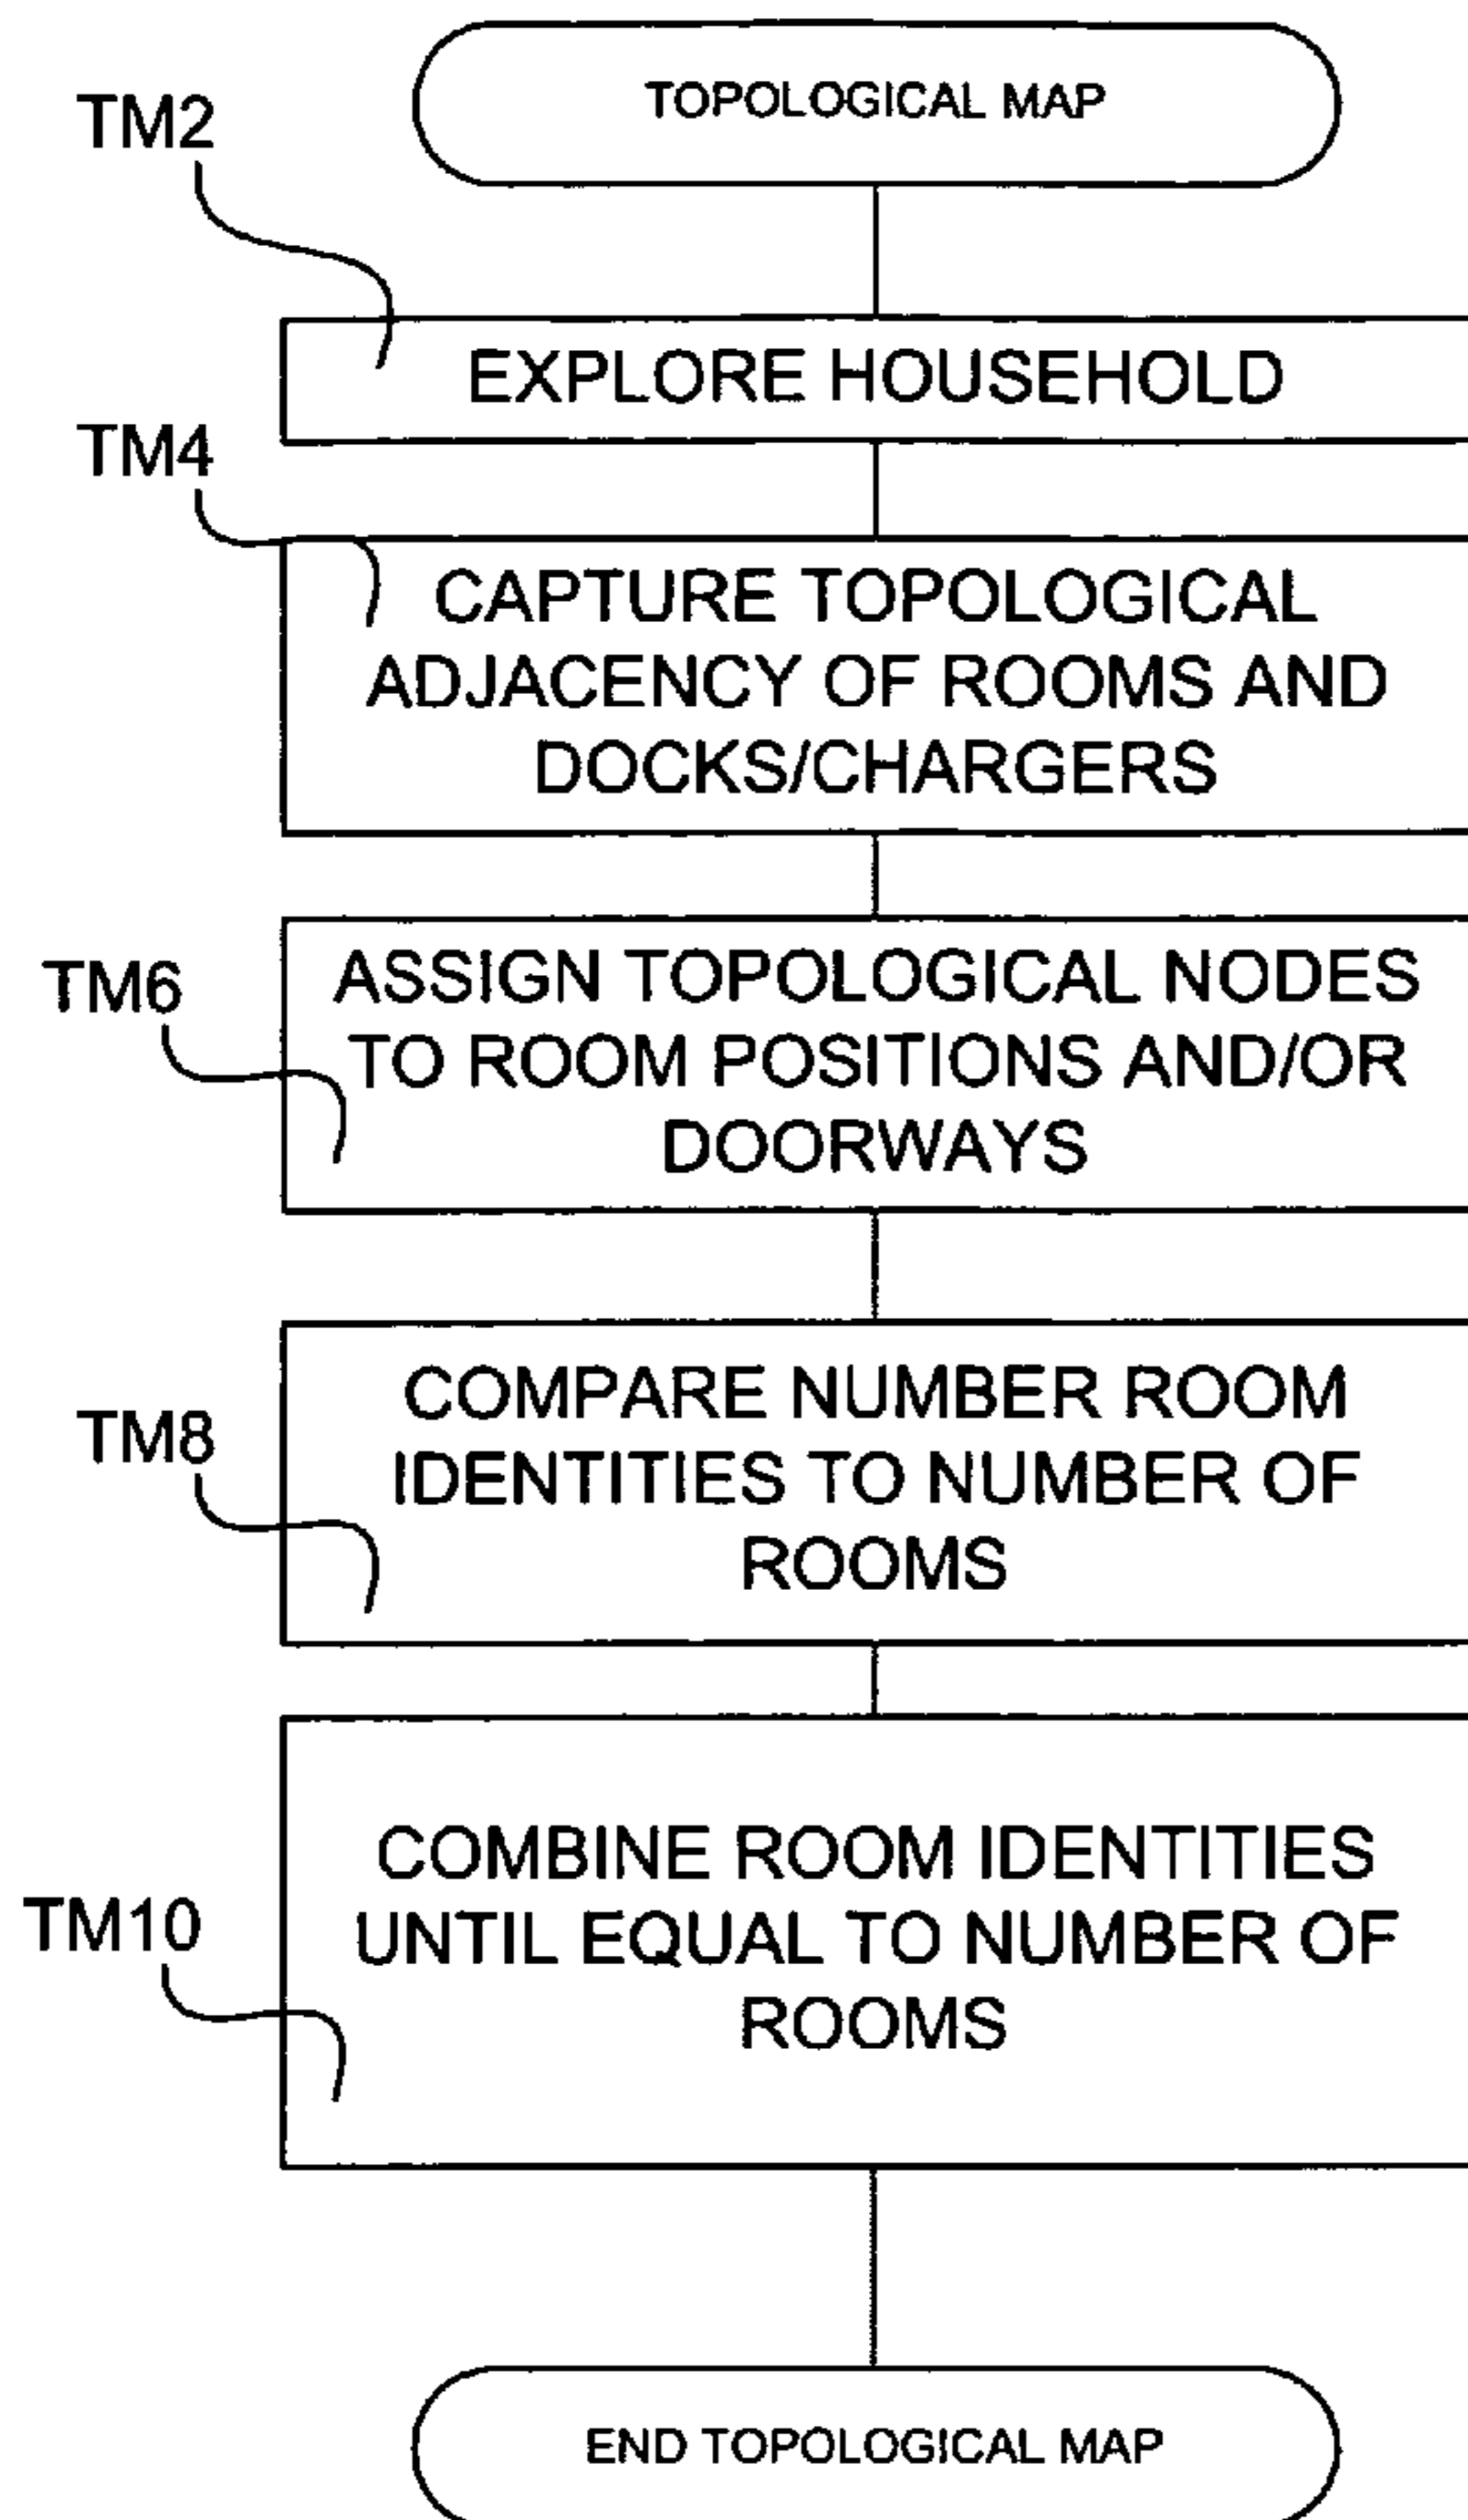 TOPOLOGICAL MAP
TM2
EXPLORE HOUSEHOLD
TM4
CAPTURE TOPOLOGICAL
ADJACENCY OF ROOMS AND
DOCKS/CHARGERS
TM6
ASSIGN TOPOLOGICAL NODES
TO ROOM POSITIONS AND/OR
DOORWAYS
TM8
COMPARE NUMBER ROOM
IDENTITIES TO NUMBER OF
ROOMS
TM10
COMBINE ROOM IDENTITIES
UNTIL EQUAL TO NUMBER OF
ROOMS
END TOPOLOGICAL MAP